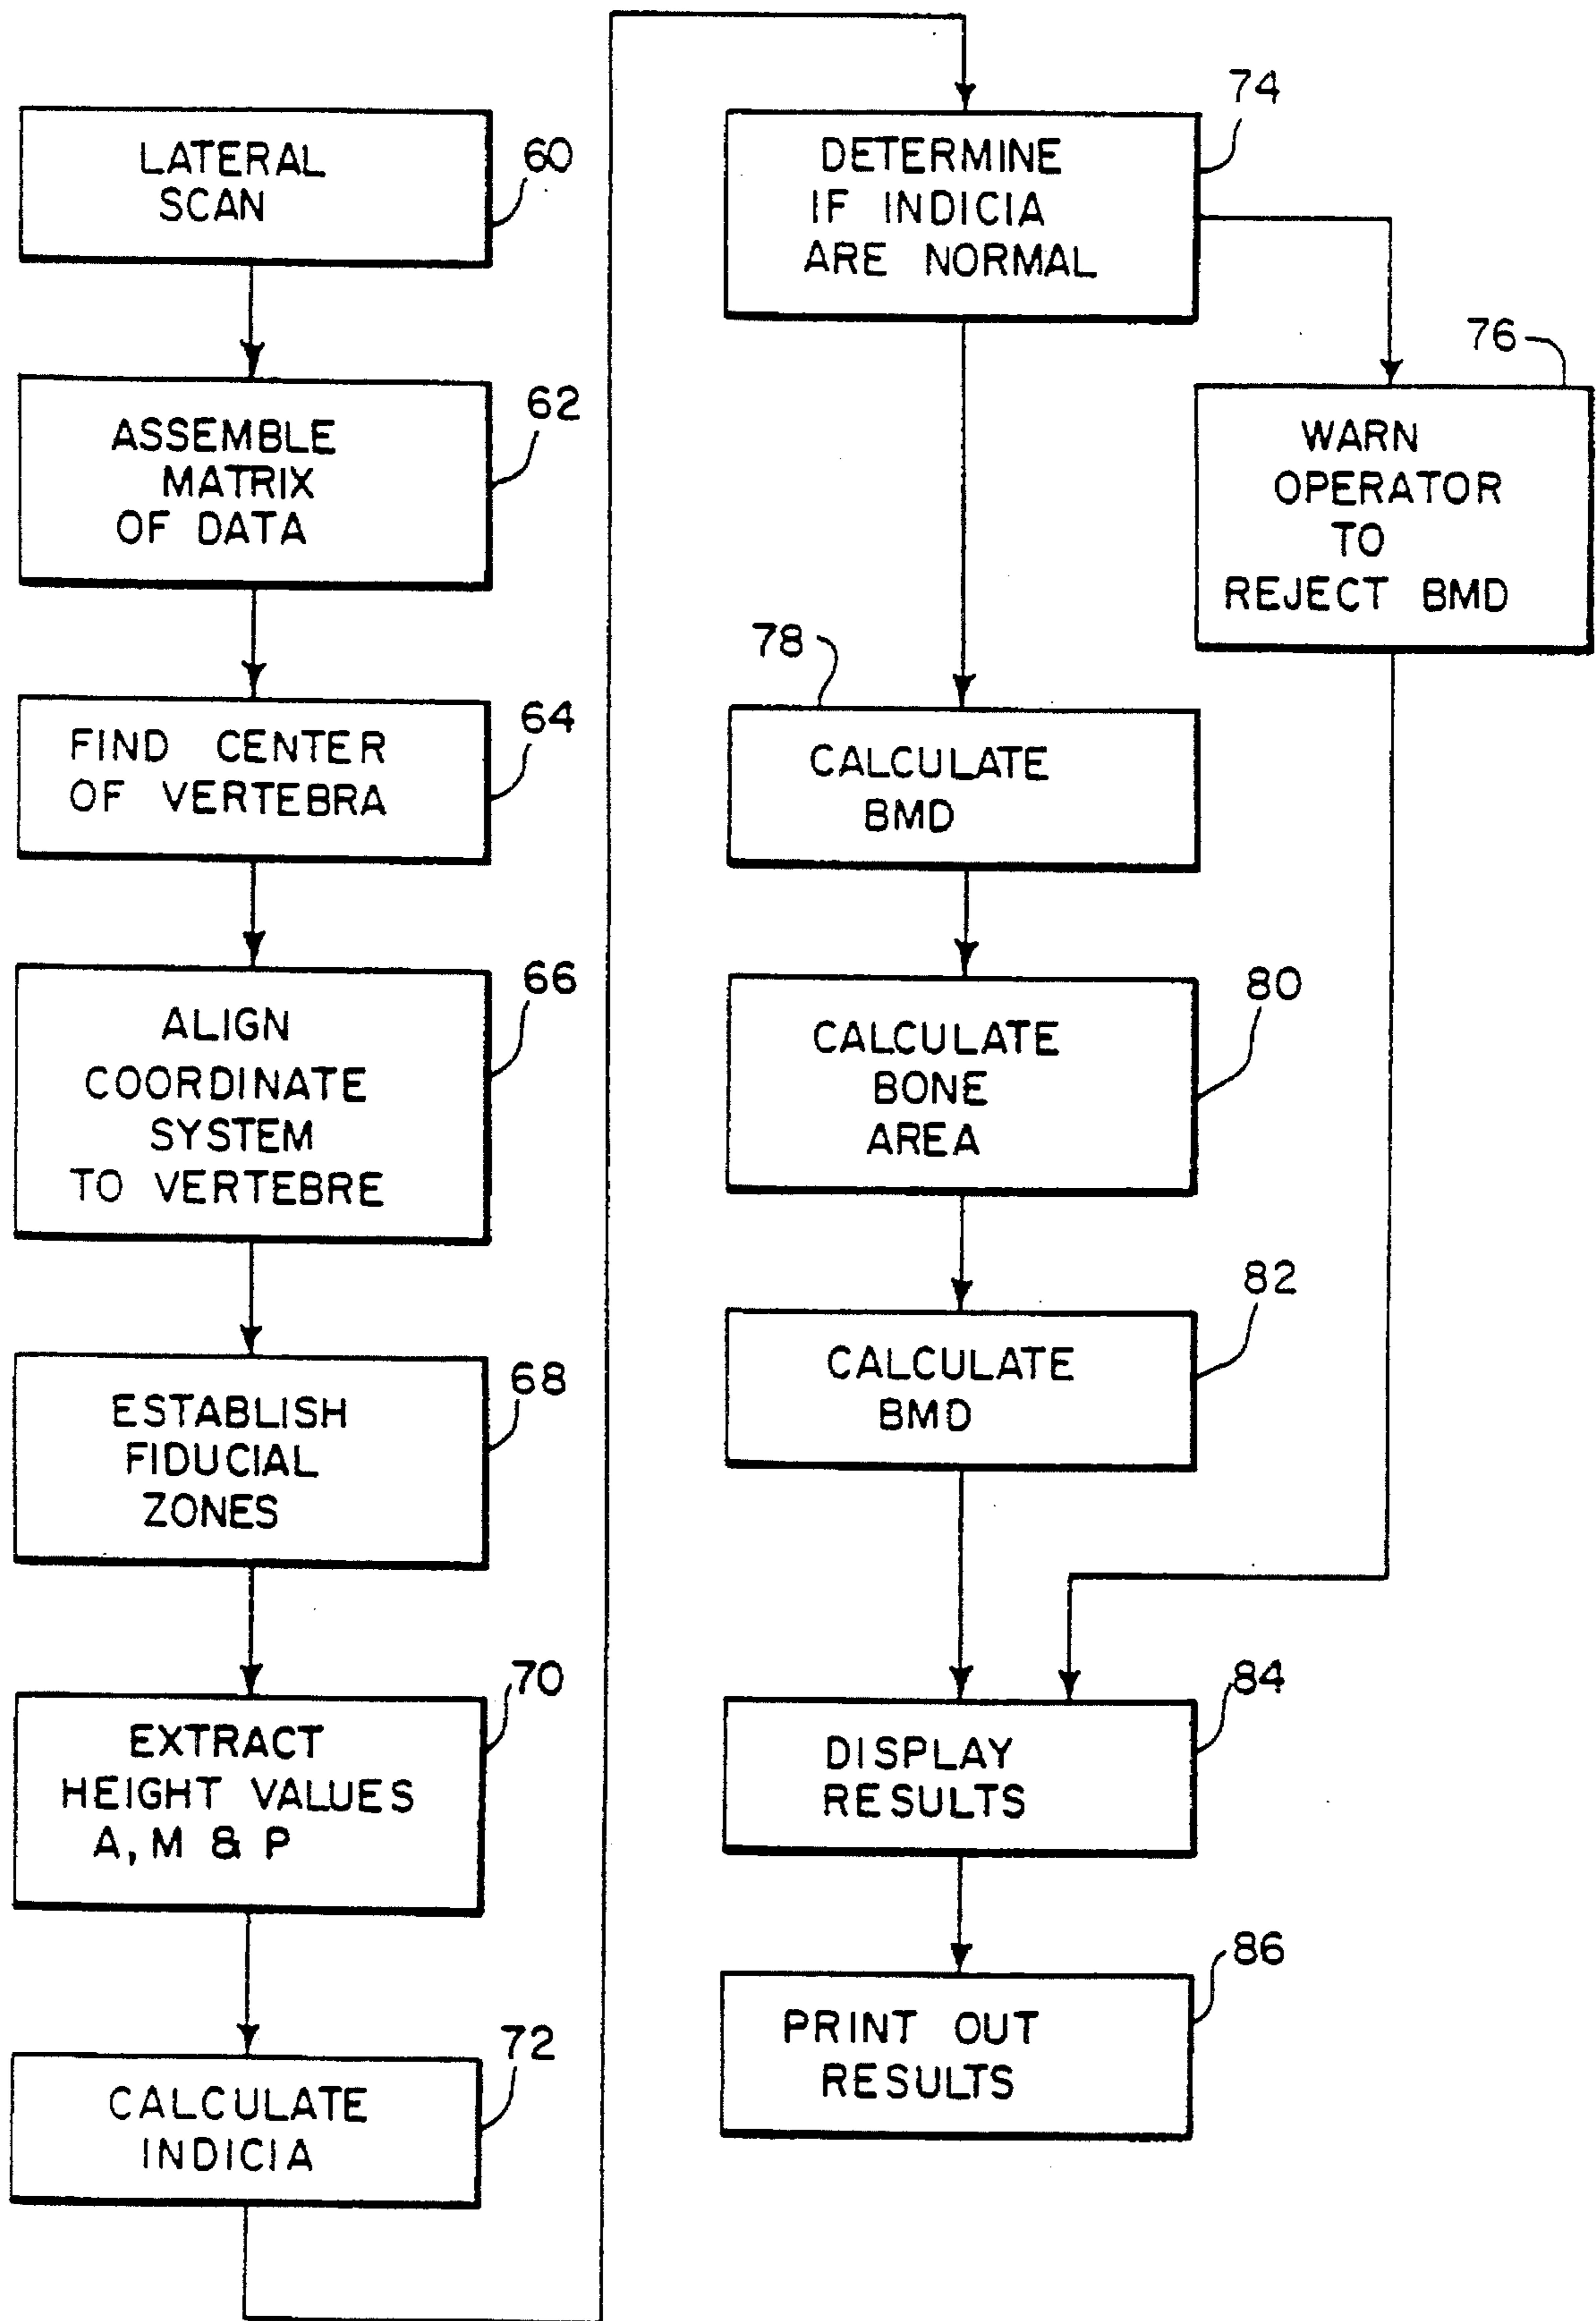 LATERAL
SCAN
60
ASSEMBLE
MATRIX
OF DATA
62
FIND CENTER
OF VERTEBRA
64
ALIGN
COORDINATE
SYSTEM
TO VERTEBRE
66
ESTABLISH
FIDUCIAL
ZONES
68
EXTRACT
HEIGHT VALUES
A, M & P
70
CALCULATE
INDICIA
72
DETERMINE
IF INDICIA
ARE NORMAL
74
WARN
OPERATOR
TO
REJECT BMD
76
CALCULATE
BMD
78
CALCULATE
BONE
AREA
80
CALCULATE
BMD
82
DISPLAY
RESULTS
84
PRINT OUT
RESULTS
86